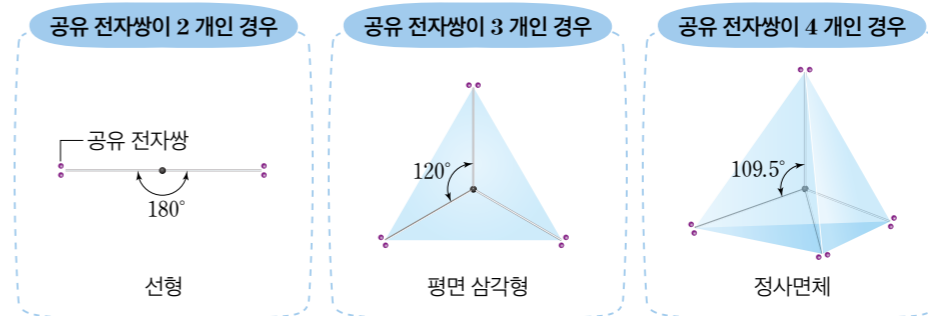 공유 전자쌍이 2 개인 경우
공유 전자쌍
180°
선형
공유 전자쌍이 3 개인 경우
120°
평면 삼각형
공유 전자쌍이 4 개인 경우
109.5°
정사면체